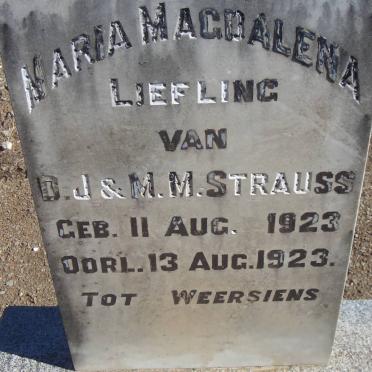 MARIA MAGDALENA
LIEFLING
VAN
D.J & M.M. STRAUSS
GEB. 11 AUG. 1923
OORL. 13 AUG. 1923.
TOT WEERSIENS